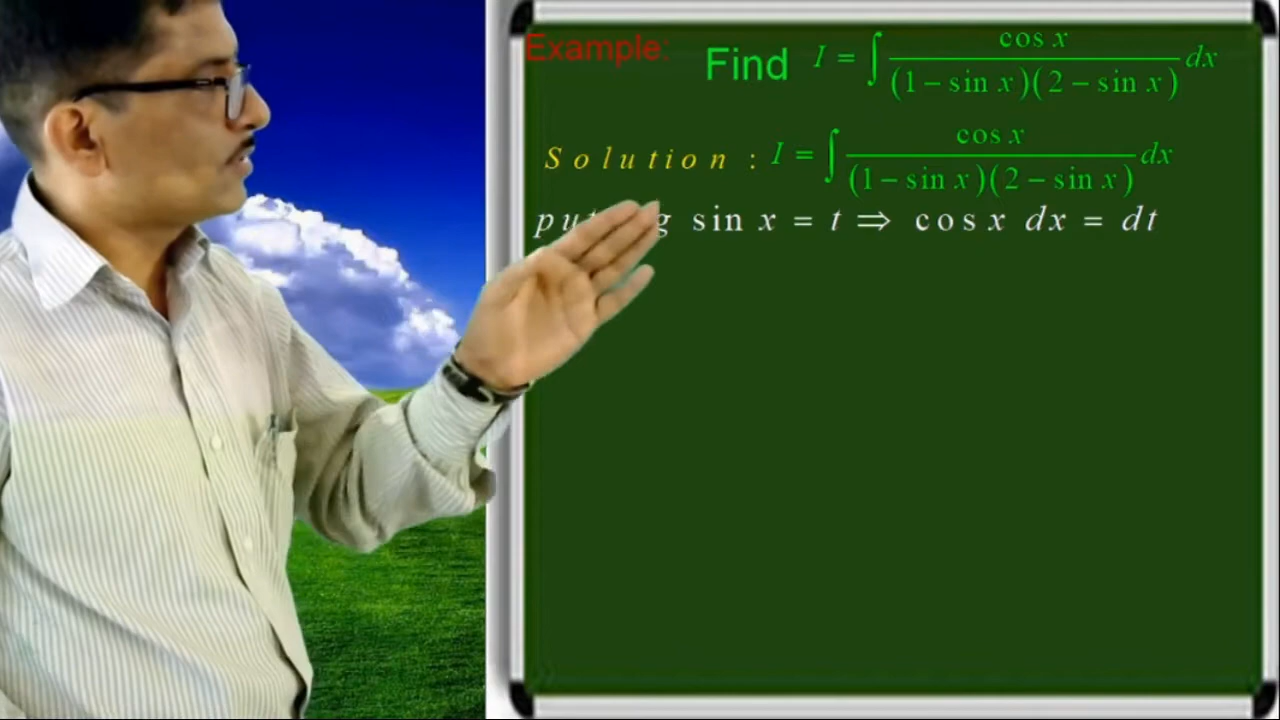 Example: Find I = ∫ cos x / (1 − sin x)(2 − sin x) dx
Solution : I = ∫ cos x / (1 − sin x)(2 − sin x) dx
sin x = t ⇒ cos x dx = dt